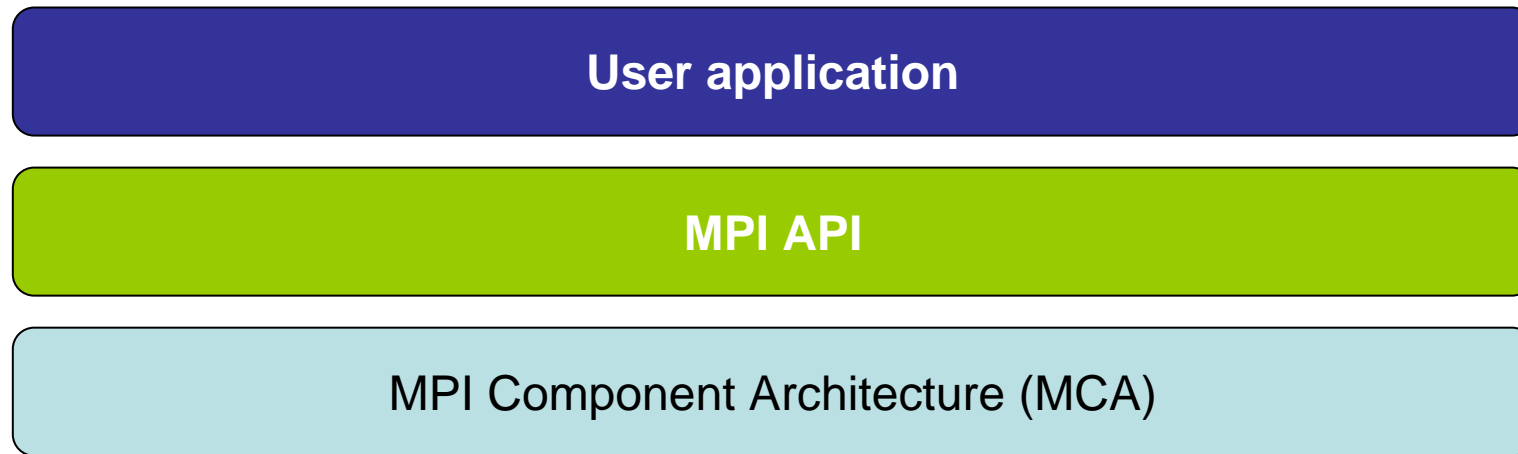 User application
MPI API
MPI Component Architecture (MCA)